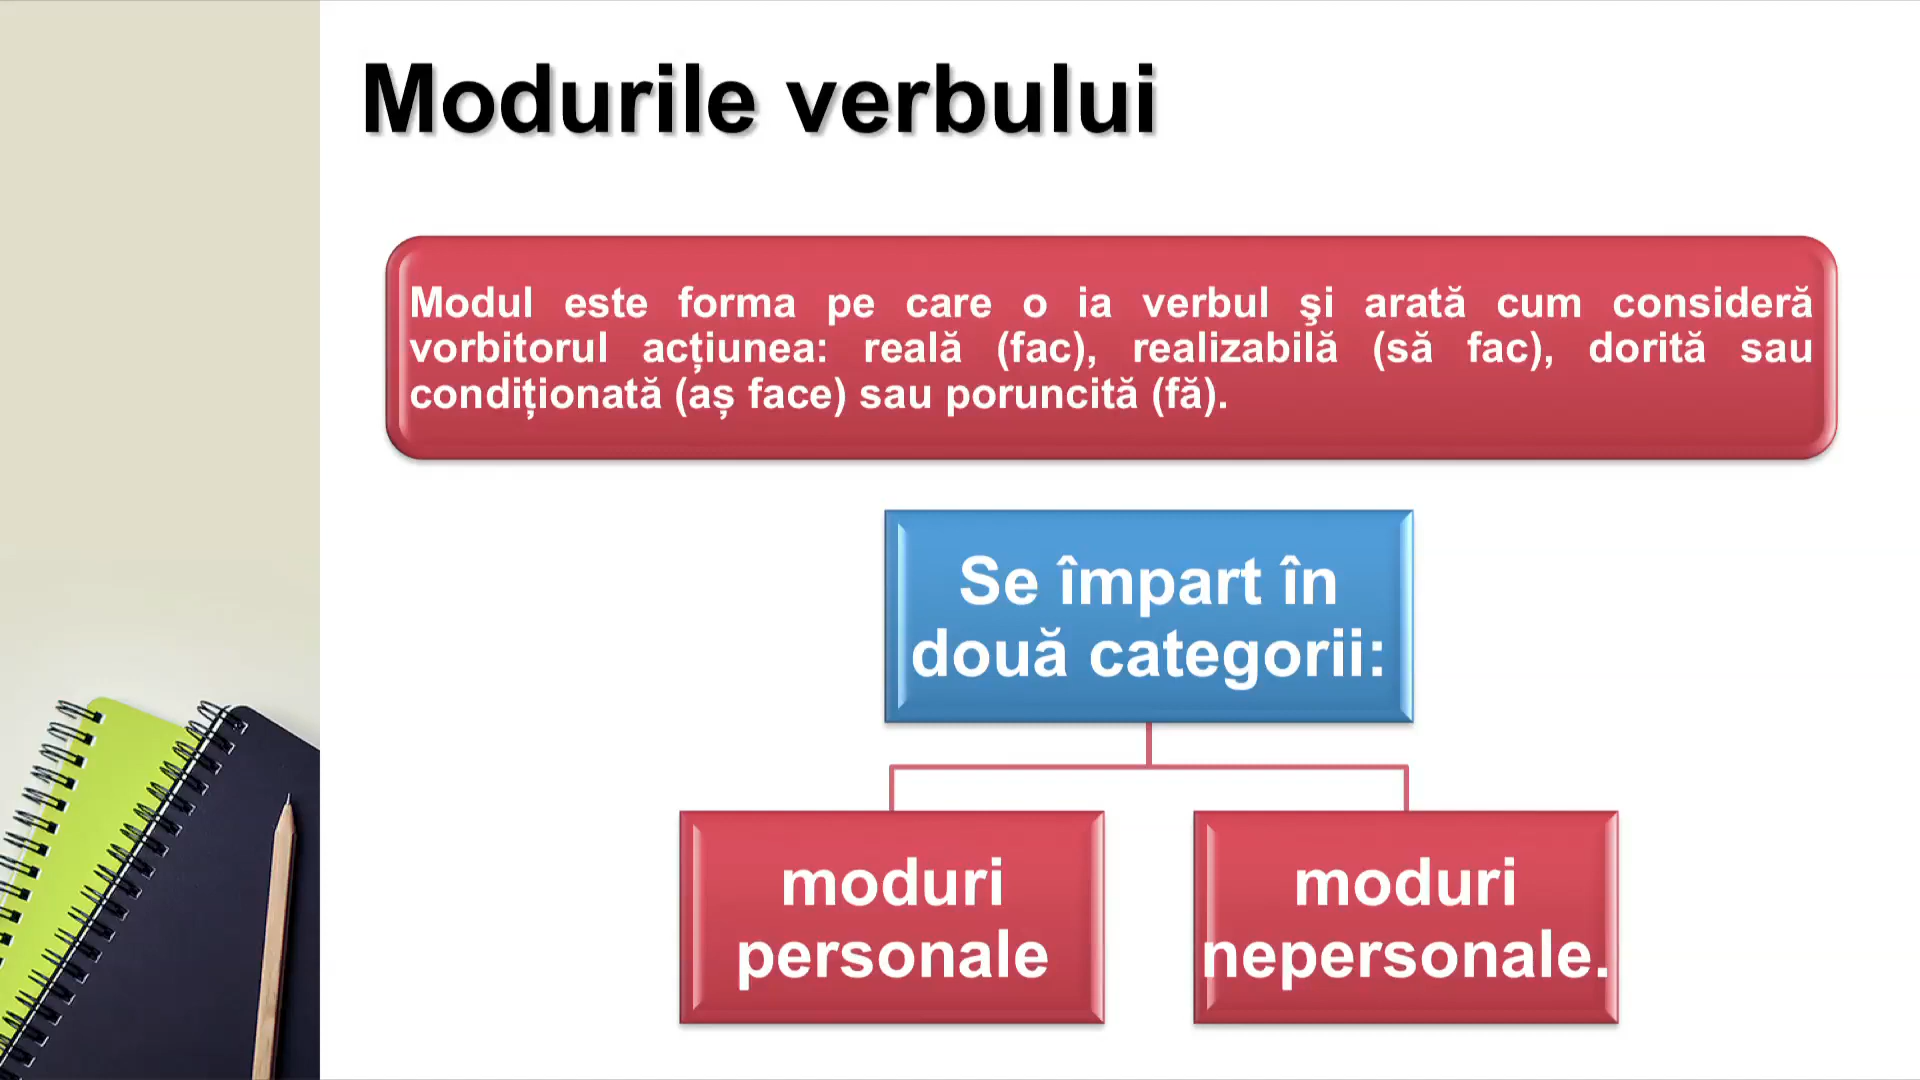 Modurile verbului
Modul este forma pe care o ia verbul şi arată cum consideră
vorbitorul acțiunea: reală (fac), realizabilă (să fac), dorită sau
condiționată (aș face) sau poruncită (fă).
Se împart în
două categorii:
moduri
personale
moduri
nepersonale.